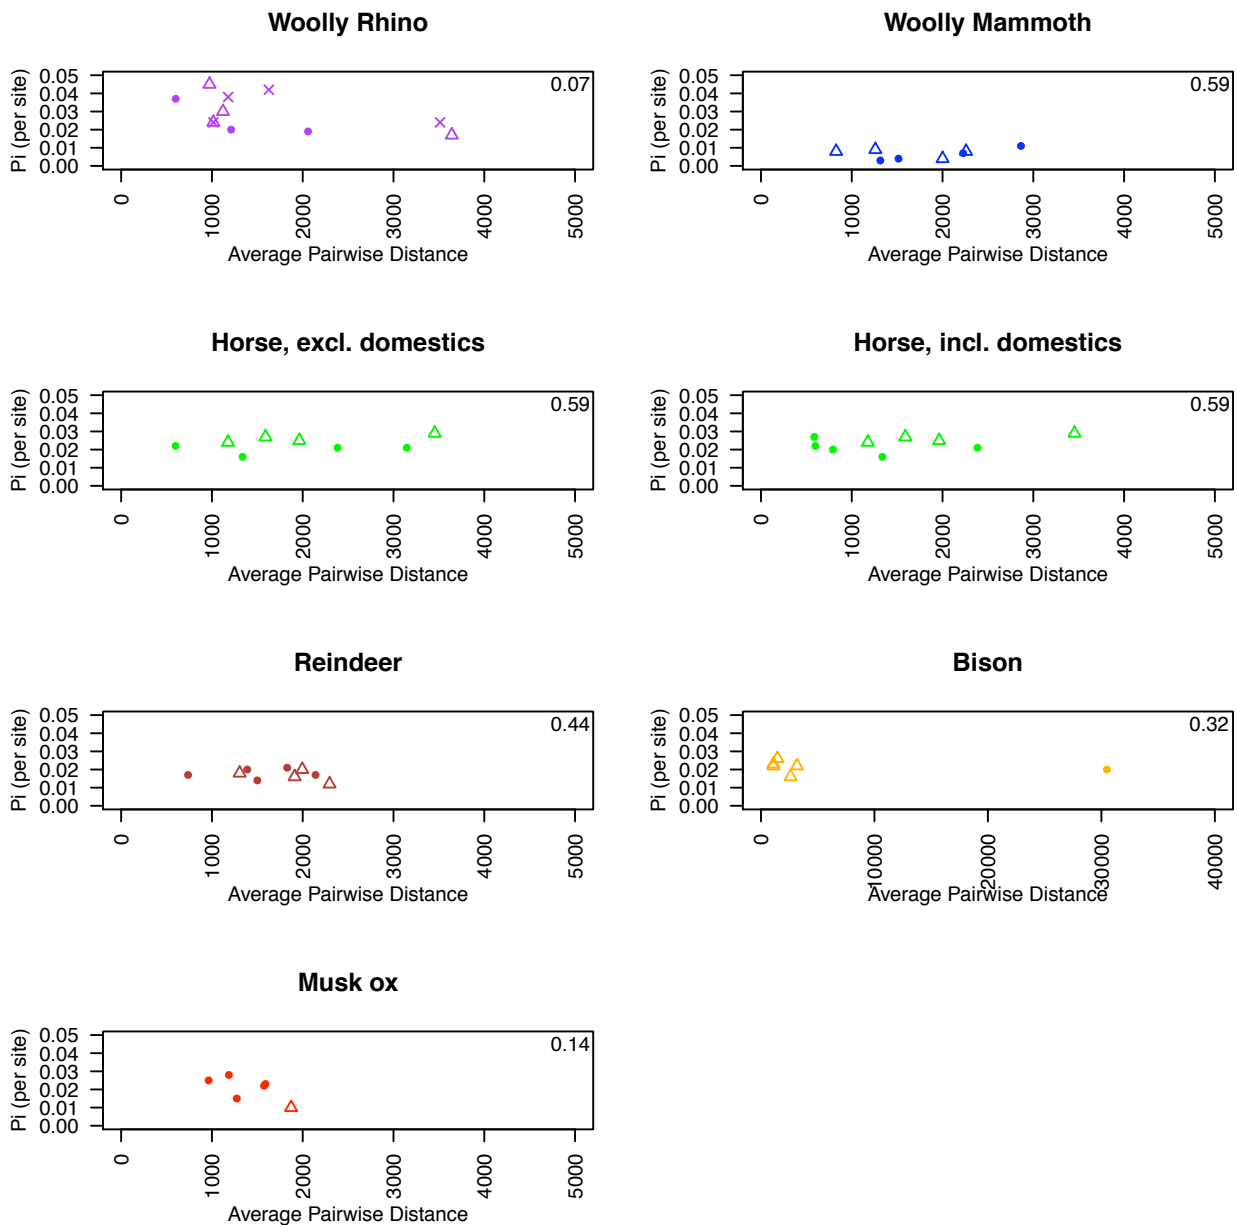 Woolly Rhino
Pi (per site)
0.05
0.04
0.03
0.02
0.01
0.00
0.07
0 1000 2000 3000 4000 5000
Average Pairwise Distance
Woolly Mammoth
Pi (per site)
0.05
0.04
0.03
0.02
0.01
0.00
0.59
0 1000 2000 3000 4000 5000
Average Pairwise Distance
Horse, excl. domestics
Pi (per site)
0.05
0.04
0.03
0.02
0.01
0.00
0.59
0 1000 2000 3000 4000 5000
Average Pairwise Distance
Horse, incl. domestics
Pi (per site)
0.05
0.04
0.03
0.02
0.01
0.00
0.59
0 1000 2000 3000 4000 5000
Average Pairwise Distance
Reindeer
Pi (per site)
0.05
0.04
0.03
0.02
0.01
0.00
0.44
0 1000 2000 3000 4000 5000
Average Pairwise Distance
Bison
Pi (per site)
0.05
0.04
0.03
0.02
0.01
0.00
0.32
0 10000 20000 30000 40000
Average Pairwise Distance
Musk ox
Pi (per site)
0.05
0.04
0.03
0.02
0.01
0.00
0.14
0 1000 2000 3000 4000 5000
Average Pairwise Distance